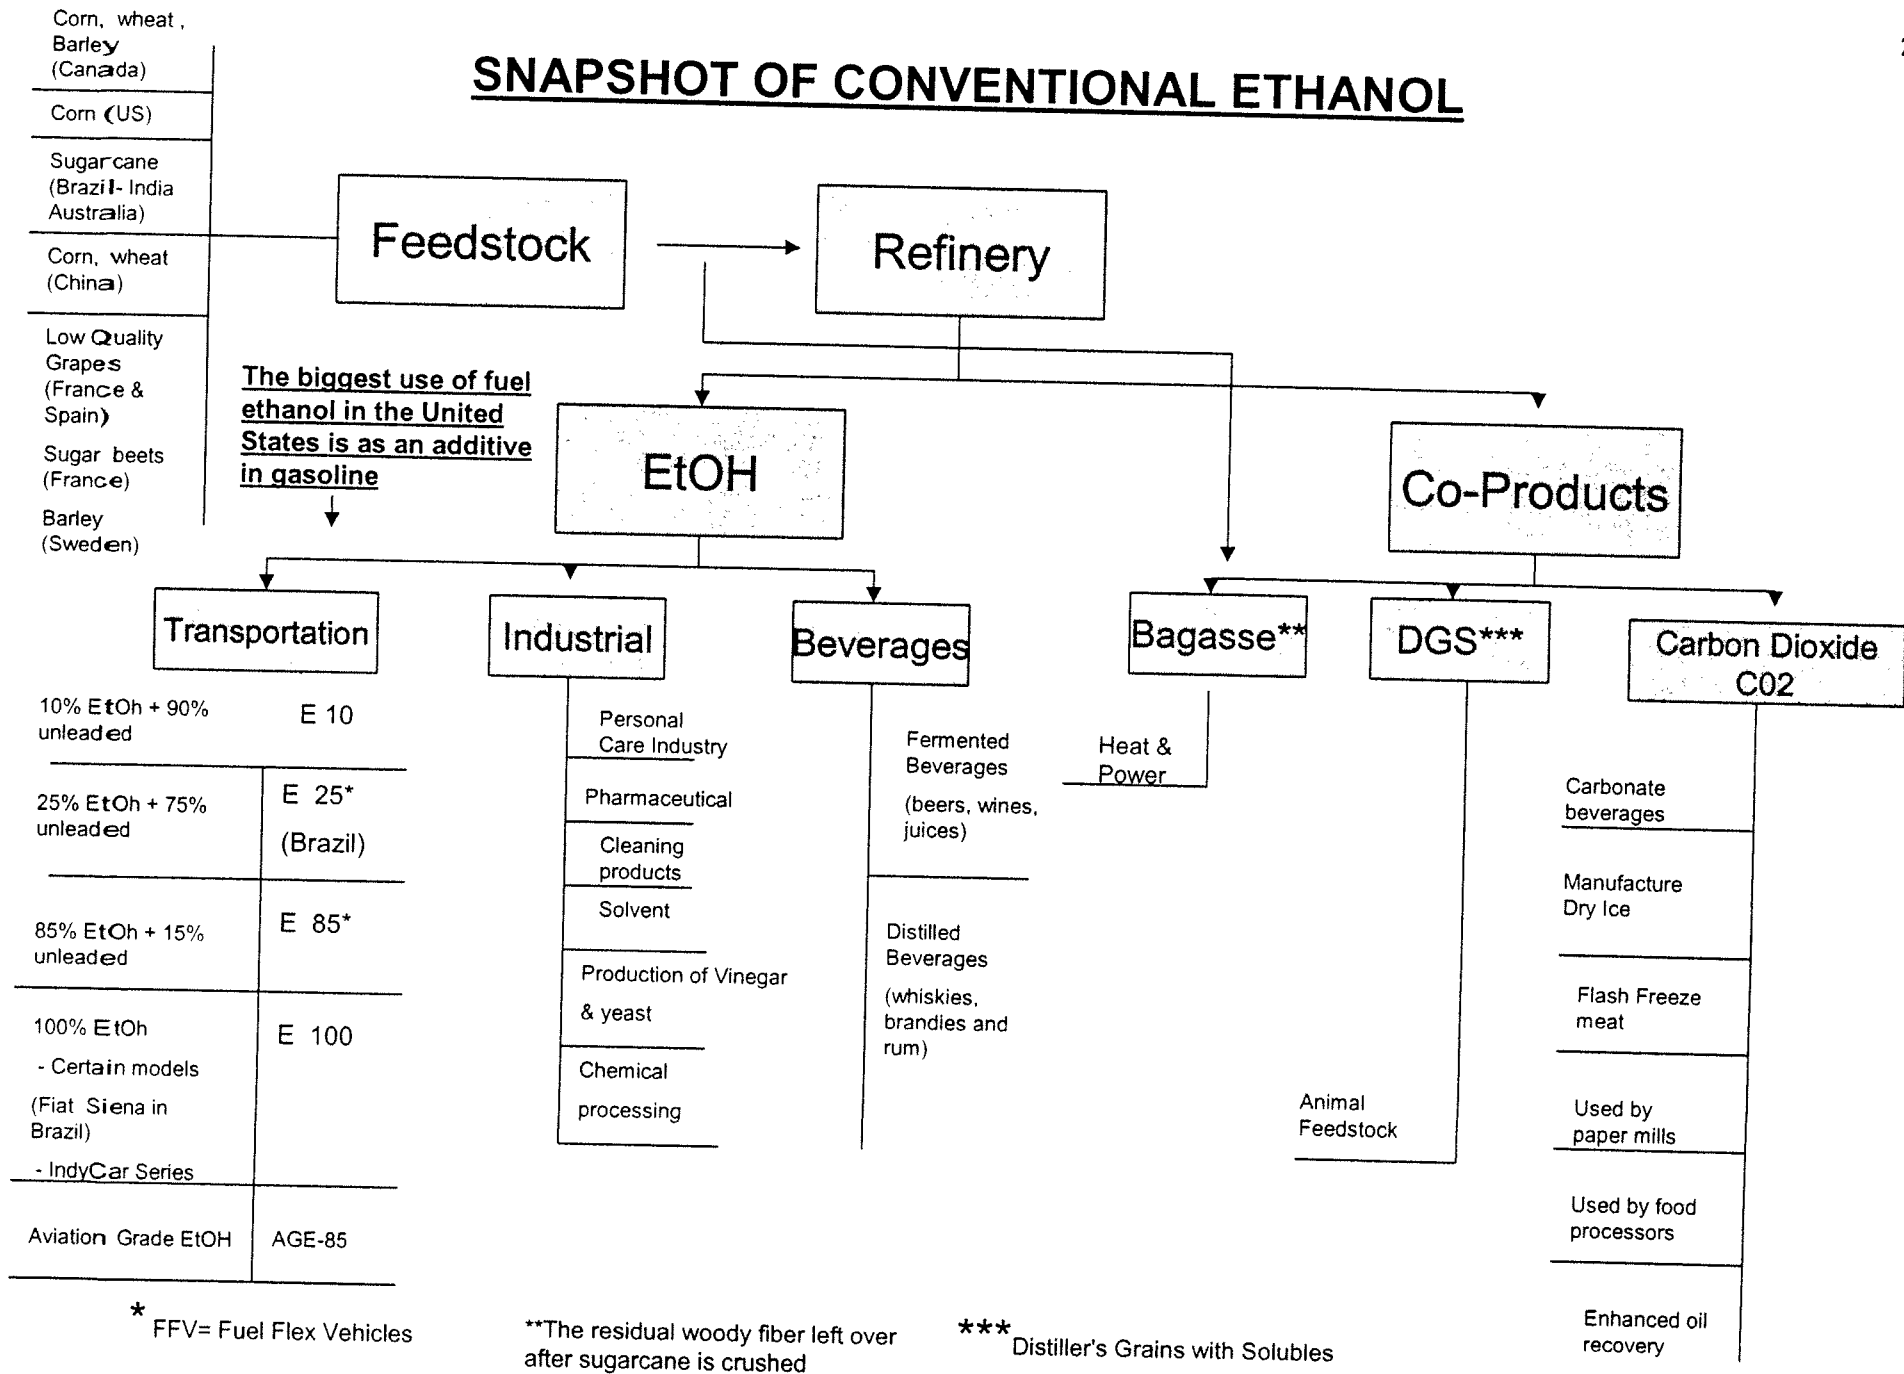 SNAPSHOT OF CONVENTIONAL ETHANOL
Corn, wheat ,
Barley
(Canada)
Corn (US)
Sugarcane
(Brazil- India
Australia)
Corn, wheat
(China)
Low Quality
Grapes
(France &
Spain)
Sugar beets
(France)
Barley
(Sweden)
Feedstock
Refinery
The biggest use of fuel
ethanol in the United
States is as an additive
in gasoline
EtOH
Co-Products
Transportation
Industrial
Beverages
Bagasse**
DGS***
Carbon Dioxide
C02
10% EtOh + 90%
unleaded
E 10
25% EtOh + 75%
unleaded
E 25*
(Brazil)
85% EtOh + 15%
unleaded
E 85*
100% EtOh
- Certain models
(Fiat Siena in
Brazil)
- IndyCar Series
E 100
Aviation Grade EtOH
AGE-85
Personal
Care Industry
Pharmaceutical
Cleaning
products
Solvent
Production of Vinegar
& yeast
Chemical
processing
Fermented
Beverages
(beers, wines,
juices)
Distilled
Beverages
(whiskies,
brandies and
rum)
Heat &
Power
Animal
Feedstock
Carbonate
beverages
Manufacture
Dry Ice
Flash Freeze
meat
Used by
paper mills
Used by food
processors
Enhanced oil
recovery
* FFV= Fuel Flex Vehicles
**The residual woody fiber left over
after sugarcane is crushed
*** Distiller's Grains with Solubles